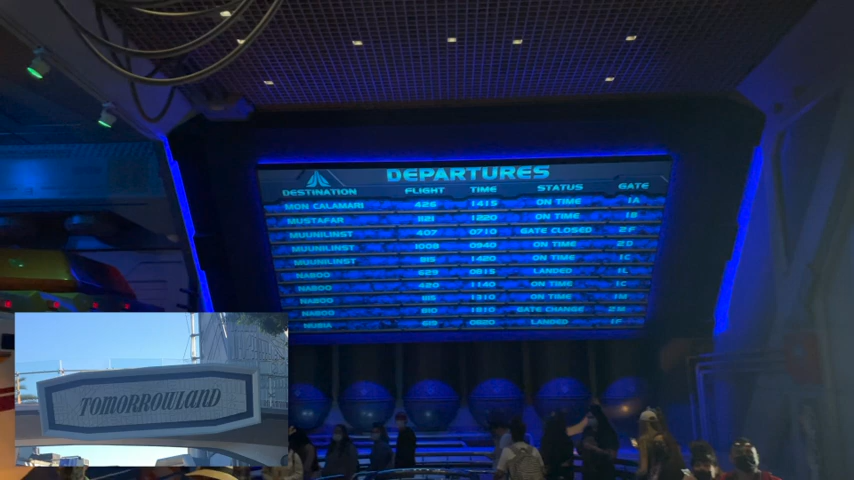 DEPARTURES
DESTINATION FLIGHT TIME STATUS GATE
MON CALAMARI 426 1415 ON TIME 1A
MUSTAFAR 1121 1220 ON TIME 1B
MUUNILINST 407 0710 GATE CLOSED 2F
MUUNILINST 1008 0940 ON TIME 2D
MUUNILINST 815 1420 ON TIME 1C
NABOO 629 0815 LANDED 1L
NABOO 420 1140 ON TIME 1C
NABOO 1115 1310 ON TIME 1M
NABOO 810 1810 GATE CHANGE 2M
NUBIA 615 0620 LANDED 1F
TOMORROWLAND